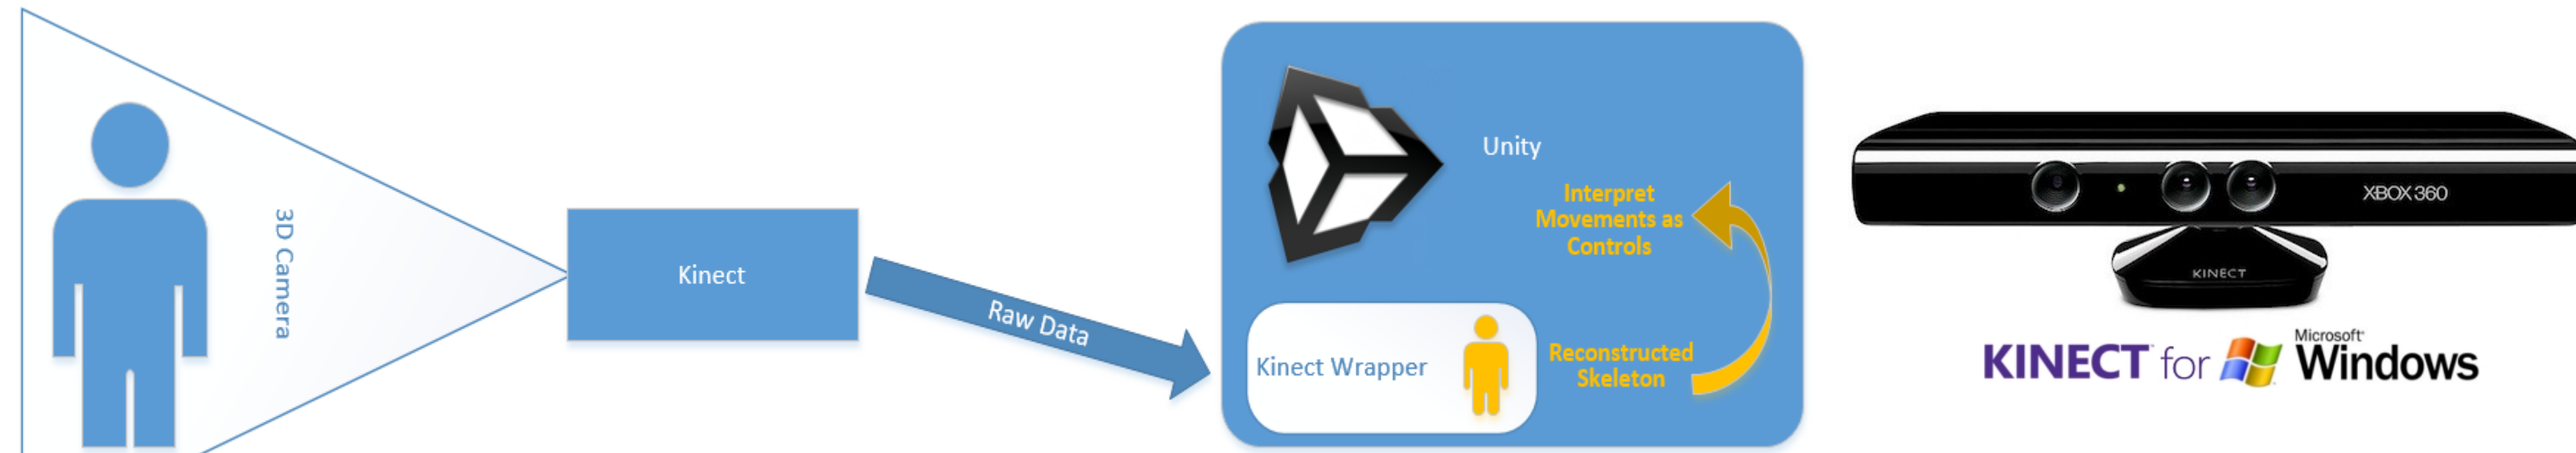 3D Camera
Kinect
Raw Data
Unity
Interpret
Movements as
Controls
Kinect Wrapper
Reconstructed
Skeleton
XBOX 360
KINECT
KINECT for Microsoft Windows